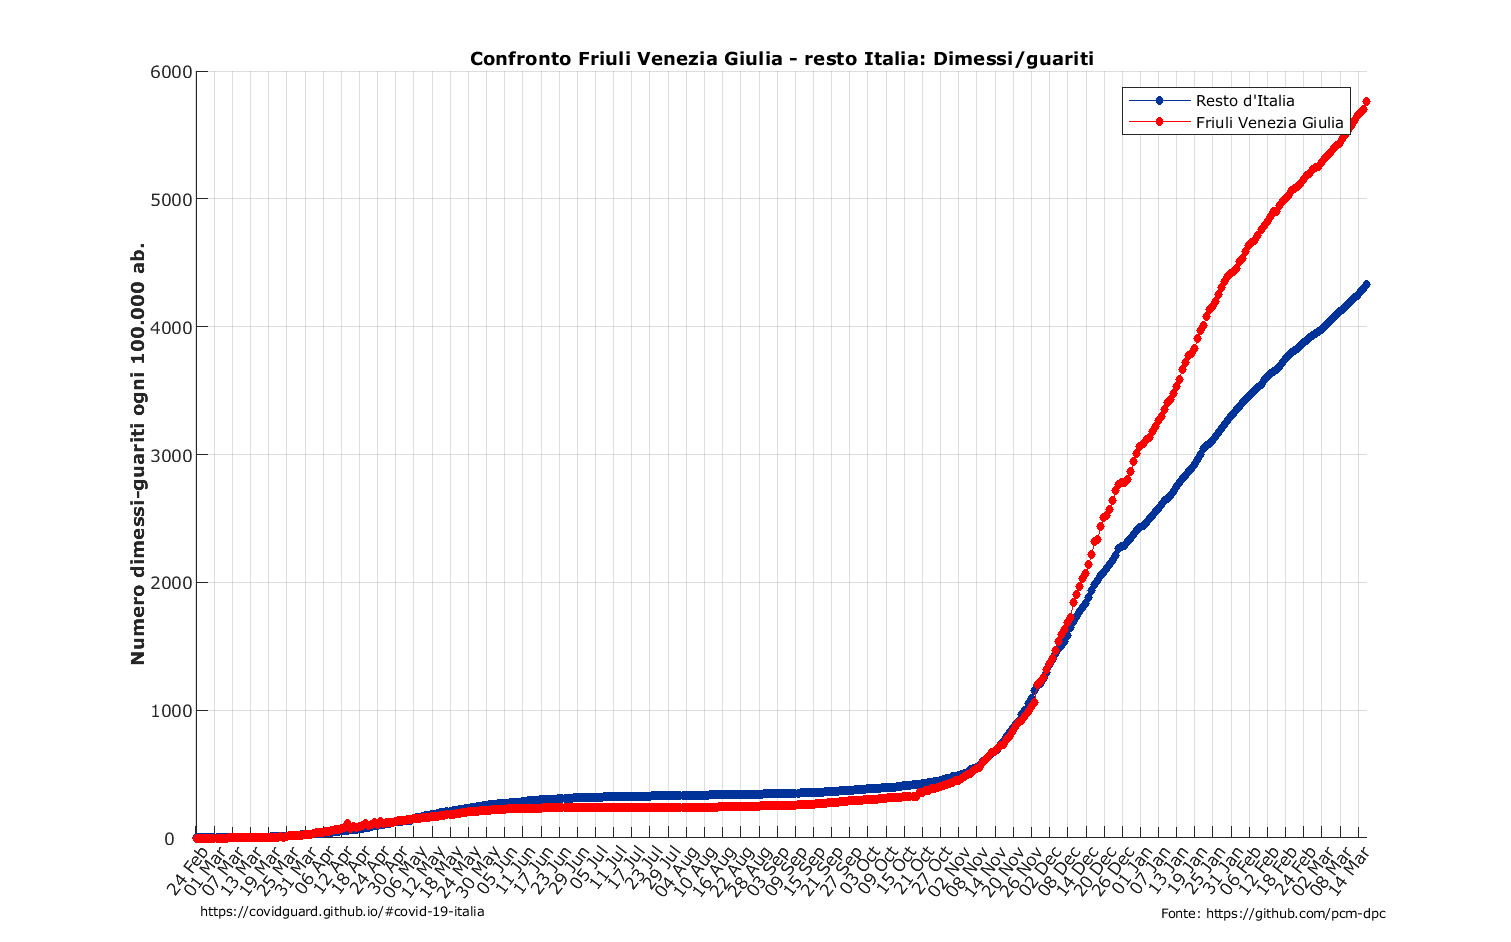 Confronto Friuli Venezia Giulia - resto Italia: Dimessi/guariti
Resto d'Italia
Friuli Venezia Giulia
Numero dimessi-guariti ogni 100.000 ab.
6000
5000
4000
3000
2000
1000
0
24 Feb
01 Mar
07 Mar
13 Mar
19 Mar
25 Mar
31 Mar
06 Apr
12 Apr
18 Apr
24 Apr
30 Apr
06 May
12 May
18 May
24 May
30 May
05 Jun
11 Jun
17 Jun
23 Jun
29 Jun
05 Jul
11 Jul
17 Jul
23 Jul
29 Jul
04 Aug
10 Aug
16 Aug
22 Aug
28 Aug
03 Sep
09 Sep
15 Sep
21 Sep
27 Sep
03 Oct
09 Oct
15 Oct
21 Oct
27 Oct
02 Nov
08 Nov
14 Nov
20 Nov
26 Nov
02 Dec
08 Dec
14 Dec
20 Dec
26 Dec
01 Jan
07 Jan
13 Jan
19 Jan
25 Jan
31 Jan
06 Feb
12 Feb
18 Feb
24 Feb
02 Mar
08 Mar
14 Mar
https://covidguard.github.io/#covid-19-italia
Fonte: https://github.com/pcm-dpc